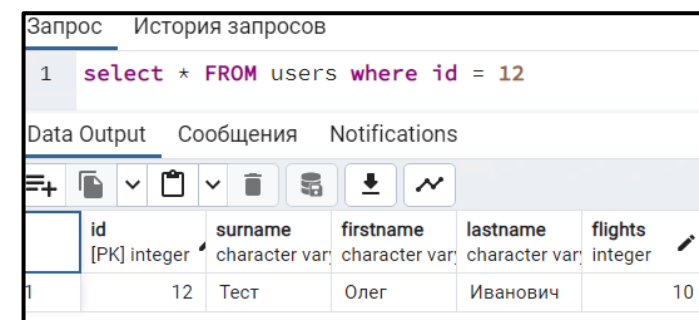 Запрос История запросов
1 select * FROM users where id = 12
Data Output Сообщения Notifications
id surname firstname lastname flights
[PK] integer character vary character vary character vary integer
1 12 Тест Олег Иванович 10